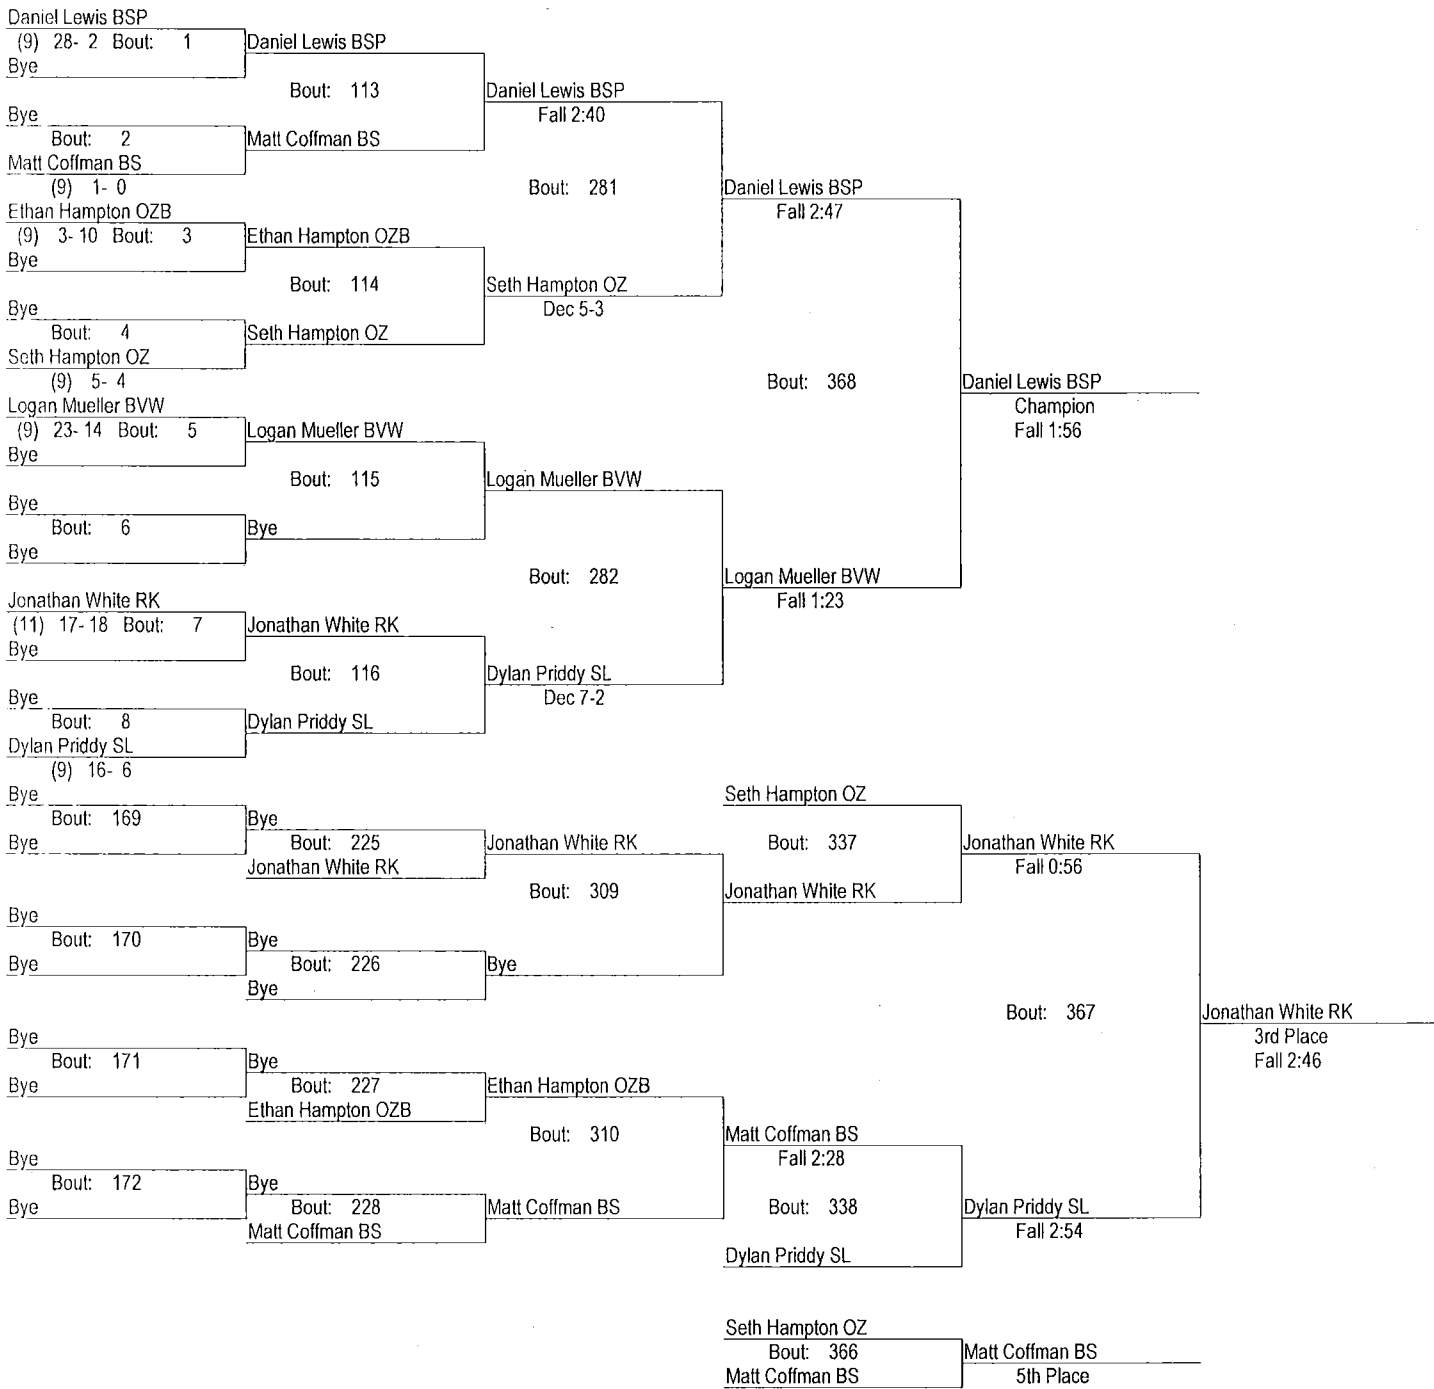 Daniel Lewis BSP
(9) 28- 2 Bout: 1
Bye
Daniel Lewis BSP
Bout: 113
Bye
Bout: 2
Matt Coffman BS
Matt Coffman BS
(9) 1- 0
Daniel Lewis BSP
Fall 2:40
Bout: 281
Ethan Hampton OZB
(9) 3- 10 Bout: 3
Bye
Ethan Hampton OZB
Bout: 114
Bye
Bout: 4
Seth Hampton OZ
Seth Hampton OZ
(9) 5- 4
Seth Hampton OZ
Dec 5-3
Daniel Lewis BSP
Fall 2:47
Bout: 368
Logan Mueller BVW
(9) 23- 14 Bout: 5
Bye
Logan Mueller BVW
Bout: 115
Bye
Bout: 6
Bye
Bye
Logan Mueller BVW
Bout: 282
Jonathan White RK
(11) 17- 18 Bout: 7
Bye
Jonathan White RK
Bout: 116
Bye
Bout: 8
Dylan Priddy SL
Dylan Priddy SL
(9) 16- 6
Dylan Priddy SL
Dec 7-2
Logan Mueller BVW
Fall 1:23
Daniel Lewis BSP
Champion
Fall 1:56
Bye
Bout: 169
Bye
Bye
Bout: 225
Jonathan White RK
Jonathan White RK
Bout: 309
Bye
Bout: 170
Bye
Bye
Bout: 226
Bye
Bye
Seth Hampton OZ
Bout: 337
Jonathan White RK
Jonathan White RK
Fall 0:56
Bout: 367
Bye
Bout: 171
Bye
Bye
Bout: 227
Ethan Hampton OZB
Ethan Hampton OZB
Bout: 310
Bye
Bout: 172
Bye
Bye
Bout: 228
Matt Coffman BS
Matt Coffman BS
Matt Coffman BS
Fall 2:28
Bout: 338
Dylan Priddy SL
Dylan Priddy SL
Fall 2:54
Jonathan White RK
3rd Place
Fall 2:46
Seth Hampton OZ
Bout: 366
Matt Coffman BS
Matt Coffman BS
5th Place